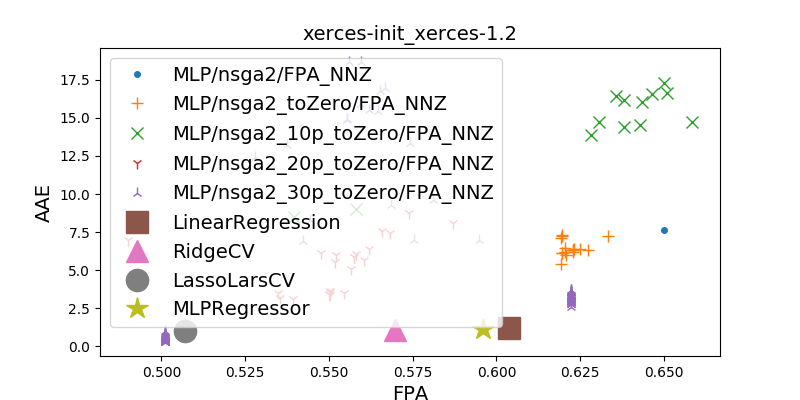 xerces-init_xerces-1.2
AAE
17.5
15.0
12.5
10.0
7.5
5.0
2.5
0.0
MLP/nsga2/FPA_NNZ
MLP/nsga2_toZero/FPA_NNZ
MLP/nsga2_10p_toZero/FPA_NNZ
MLP/nsga2_20p_toZero/FPA_NNZ
MLP/nsga2_30p_toZero/FPA_NNZ
LinearRegression
RidgeCV
LassoLarsCV
MLPRegressor
0.500 0.525 0.550 0.575 0.600 0.625 0.650
FPA